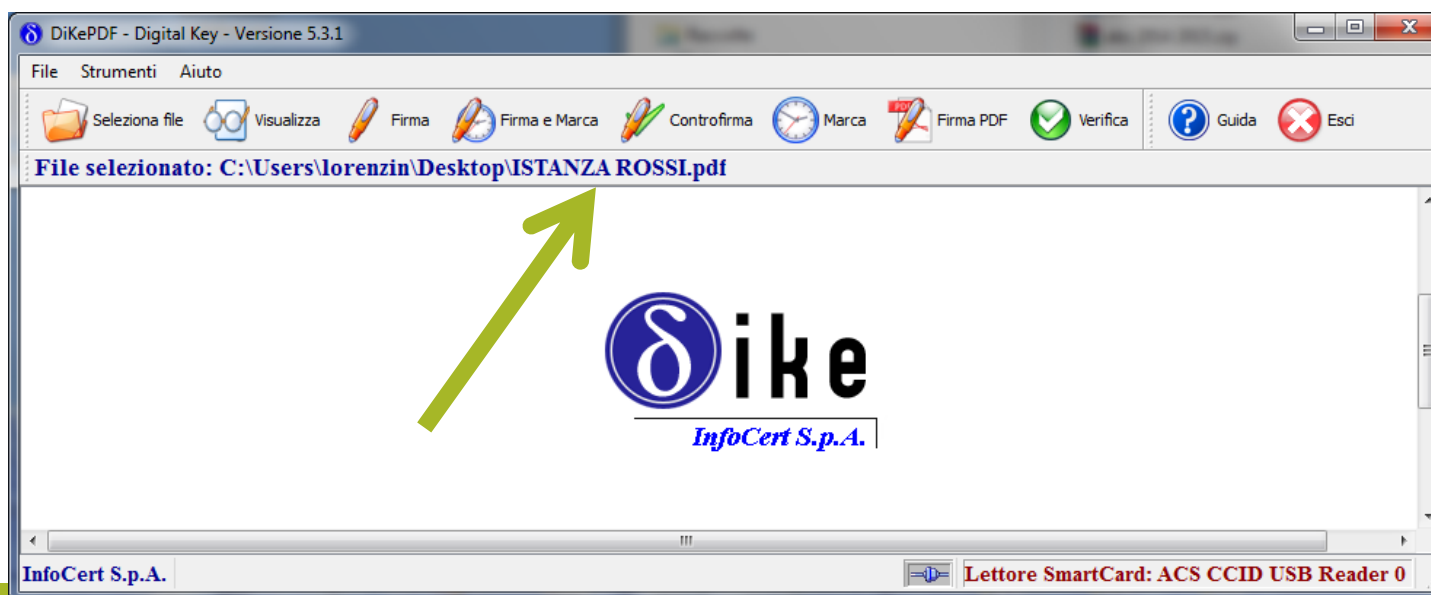 DiKePDF - Digital Key - Versione 5.3.1
File Strumenti Aiuto
Seleziona file Visualizza Firma Firma e Marca Controfirma Marca Firma PDF Verifica Guida Esci
File selezionato: C:\Users\lorenzin\Desktop\ISTANZA ROSSI.pdf
δike
InfoCert S.p.A.
InfoCert S.p.A. Lettore SmartCard: ACS CCID USB Reader 0